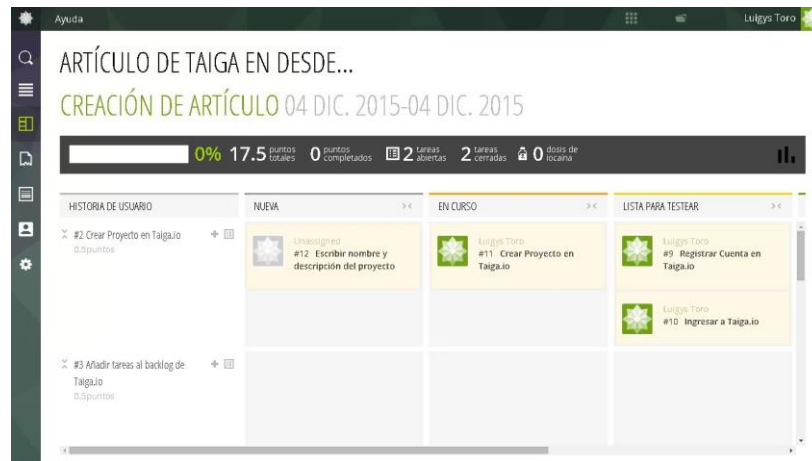 Ayuda
Luigys Toro
ARTÍCULO DE TAIGA EN DESDE...
CREACIÓN DE ARTÍCULO 04 DIC. 2015-04 DIC. 2015
0% 17.5 puntos totales 0 puntos completados 2 tareas abiertas 2 tareas cerradas 0 dosis de iocaína
HISTORIA DE USUARIO
NUEVA
EN CURSO
LISTA PARA TESTEAR
#2 Crear Proyecto en Taiga.io
0.5puntos
Unassigned
#12 Escribir nombre y
descripción del proyecto
Luigys Toro
#11 Crear Proyecto en
Taiga.io
Luigys Toro
#9 Registrar Cuenta en
Taiga.io
Luigys Toro
#10 Ingresar a Taiga.io
#3 Añadir tareas al backlog de
Taiga.io
0.5puntos